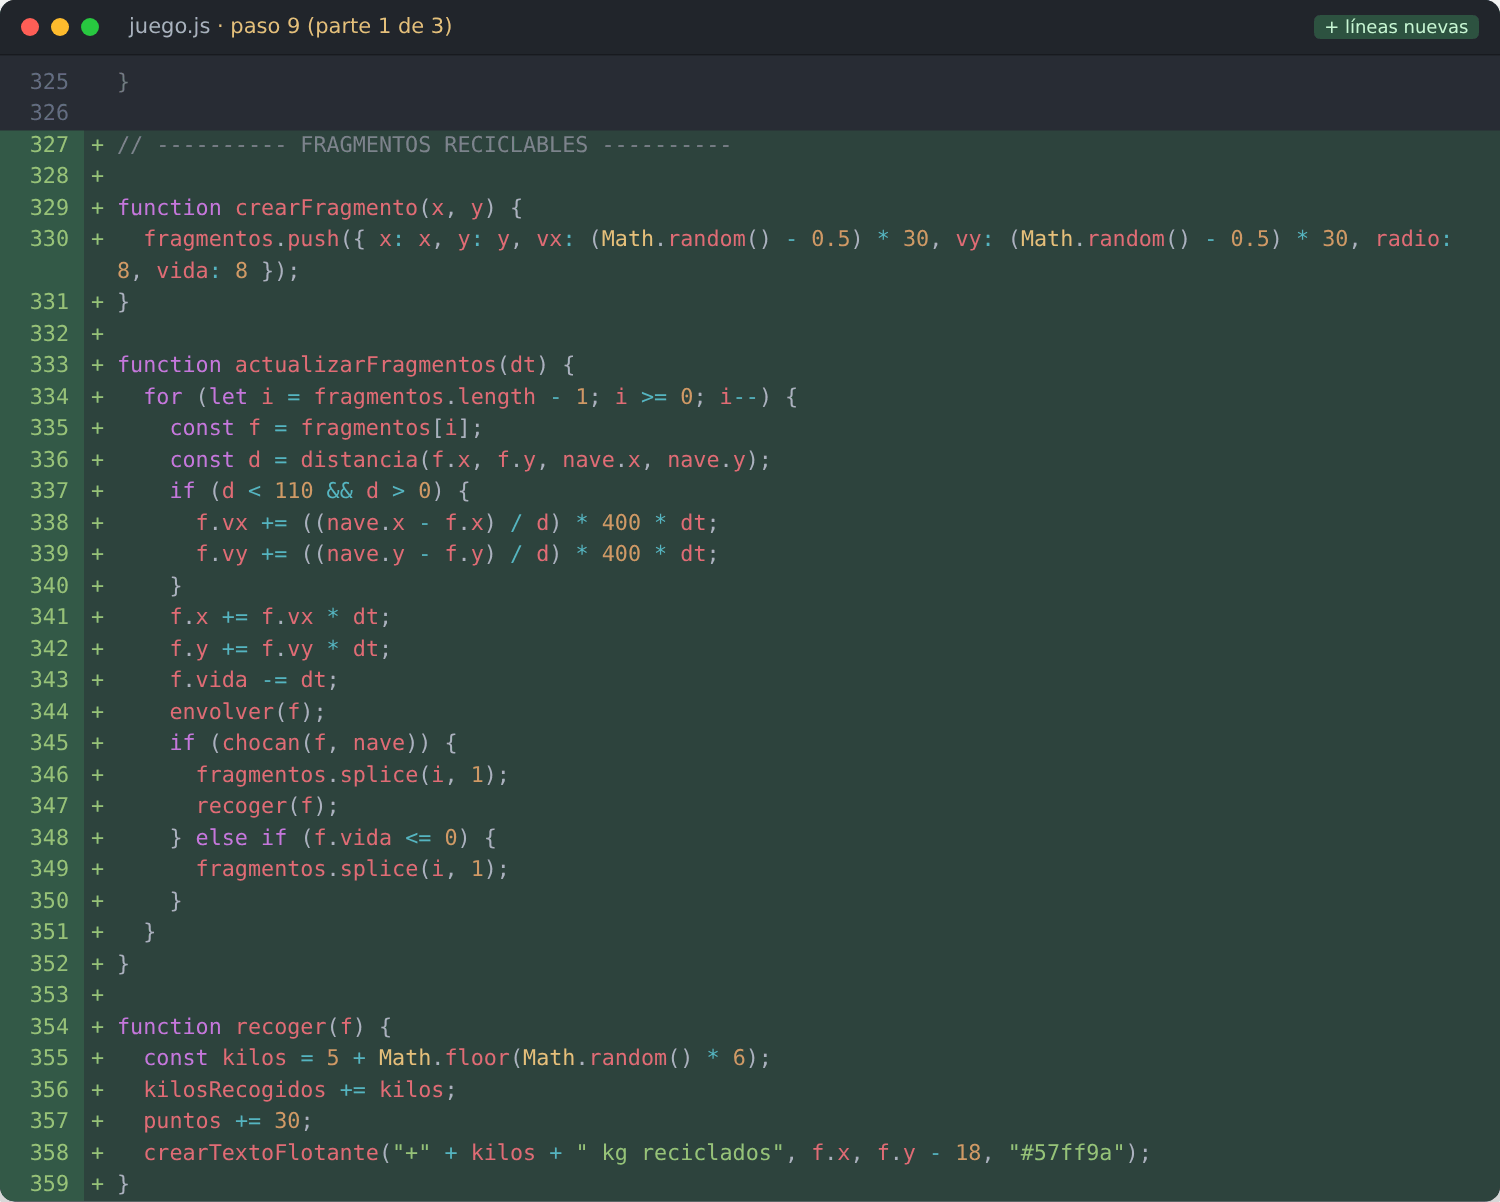 juego.js · paso 9 (parte 1 de 3)
+ líneas nuevas
325 }
326
327 + // ---------- FRAGMENTOS RECICLABLES ----------
328 +
329 + function crearFragmento(x, y) {
330 +   fragmentos.push({ x: x, y: y, vx: (Math.random() - 0.5) * 30, vy: (Math.random() - 0.5) * 30, radio:
8, vida: 8 });
331 + }
332 +
333 + function actualizarFragmentos(dt) {
334 +   for (let i = fragmentos.length - 1; i >= 0; i--) {
335 +     const f = fragmentos[i];
336 +     const d = distancia(f.x, f.y, nave.x, nave.y);
337 +     if (d < 110 && d > 0) {
338 +       f.vx += ((nave.x - f.x) / d) * 400 * dt;
339 +       f.vy += ((nave.y - f.y) / d) * 400 * dt;
340 +     }
341 +     f.x += f.vx * dt;
342 +     f.y += f.vy * dt;
343 +     f.vida -= dt;
344 +     envolver(f);
345 +     if (chocan(f, nave)) {
346 +       fragmentos.splice(i, 1);
347 +       recoger(f);
348 +     } else if (f.vida <= 0) {
349 +       fragmentos.splice(i, 1);
350 +     }
351 +   }
352 + }
353 +
354 + function recoger(f) {
355 +   const kilos = 5 + Math.floor(Math.random() * 6);
356 +   kilosRecogidos += kilos;
357 +   puntos += 30;
358 +   crearTextoFlotante("+" + kilos + " kg reciclados", f.x, f.y - 18, "#57ff9a");
359 + }